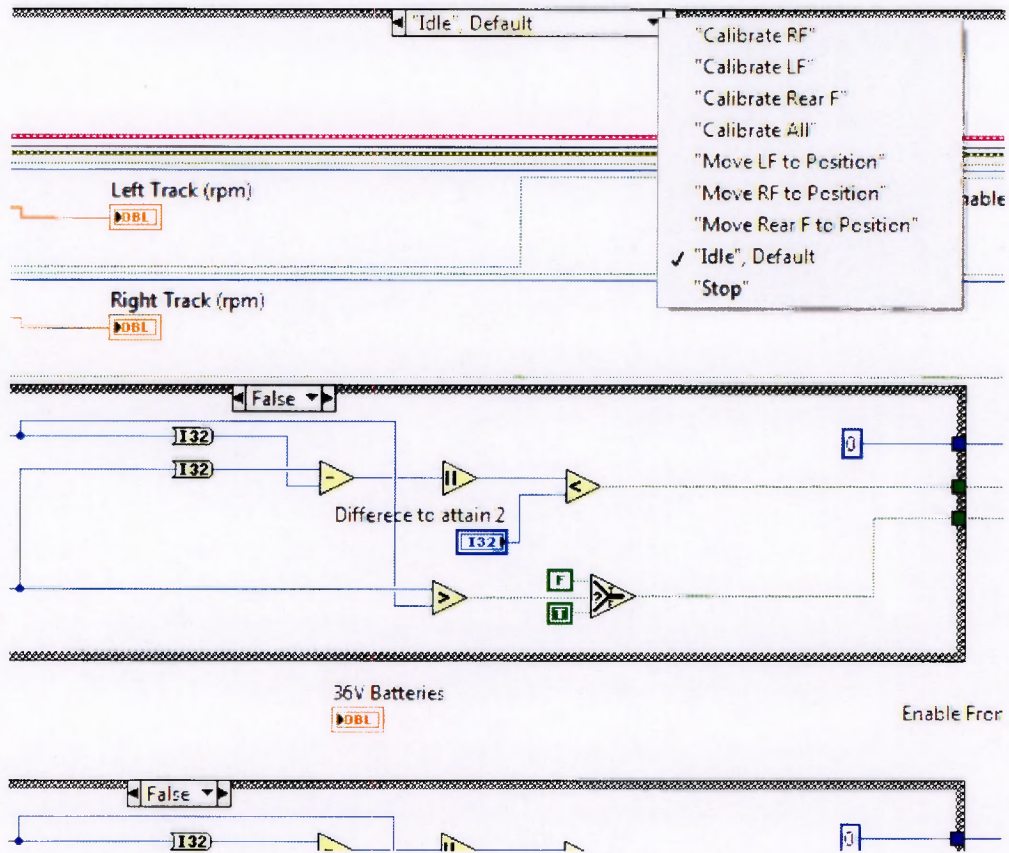 "Idle", Default
"Calibrate RF"
"Calibrate LF"
"Calibrate Rear F"
"Calibrate All"
"Move LF to Position"
"Move RF to Position"
"Move Rear F to Position"
"Idle", Default
"Stop"
Left Track (rpm)
DBL
nable
Right Track (rpm)
DBL
False
I32
0
I32
-
||
<
Differece to attain 2
I32
>
F
?
T
36V Batteries
DBL
Enable Fror
False
I32
0